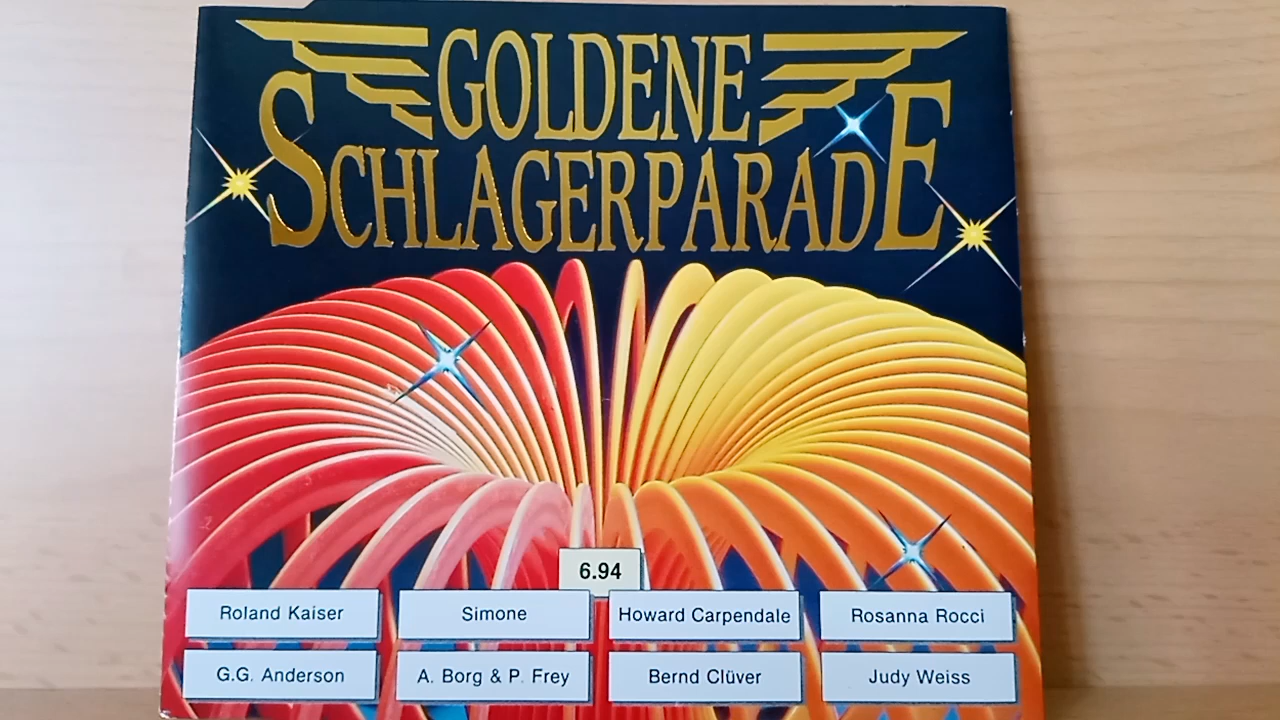 GOLDENE
SCHLAGERPARADE
6.94
Roland Kaiser
Simone
Howard Carpendale
Rosanna Rocci
G.G. Anderson
A. Borg & P. Frey
Bernd Clüver
Judy Weiss